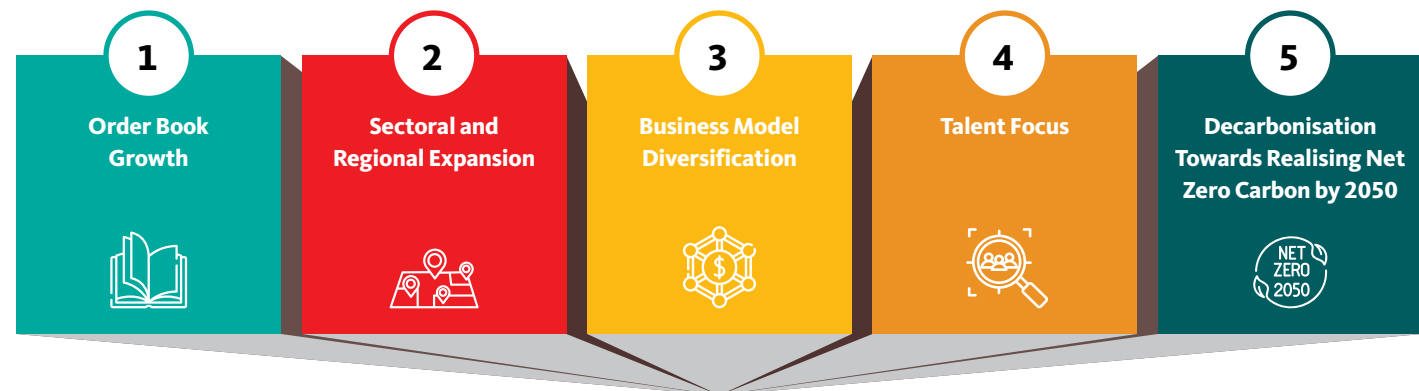 1
Order Book
Growth
2
Sectoral and
Regional Expansion
3
Business Model
Diversification
$
4
Talent Focus
5
Decarbonisation
Towards Realising Net
Zero Carbon by 2050
NET
ZERO
2050